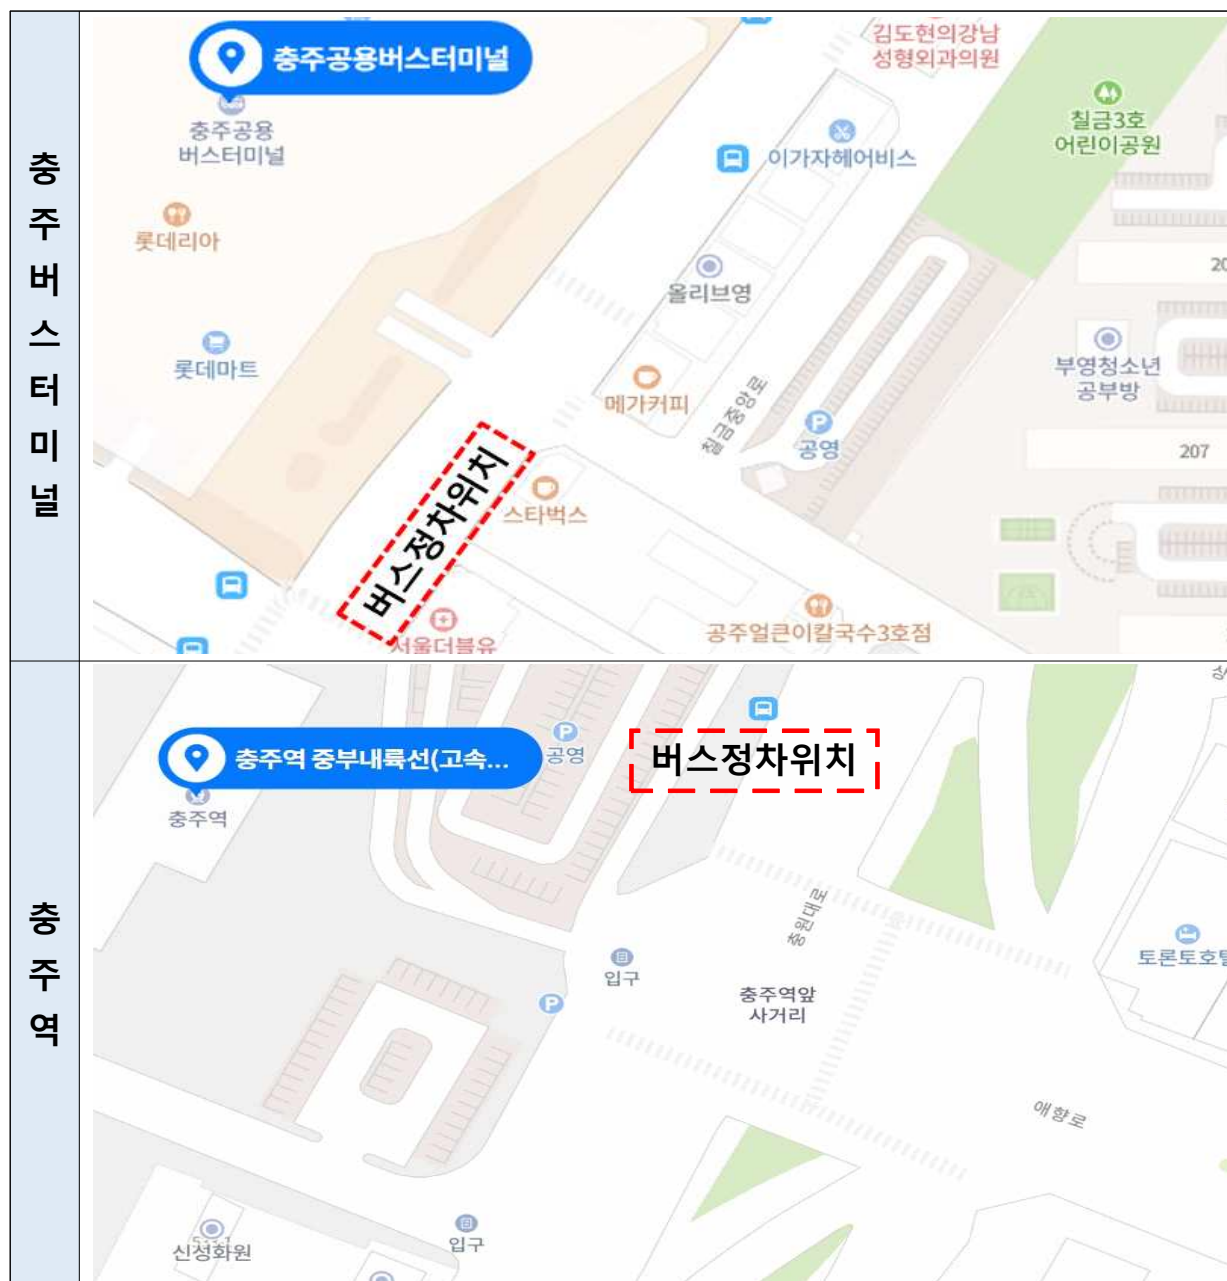 충
주
버
스
터
미
널
충주공용버스터미널
충주공용
버스터미널
롯데리아
롯데마트
김도현의강남
성형외과의원
이가자헤어비스
칠금3호
어린이공원
올리브영
메가커피
칠금중앙로
P
공영
부영청소년
공부방
20
207
버스정차위치
스타벅스
서울더블유
공주얼큰이칼국수3호점
충
주
역
충주역 중부내륙선(고속...
충주역
P
공영
버스정차위치
충원대로
입구
P
충주역앞
사거리
토론토호텔
애향로
신성화원
입구